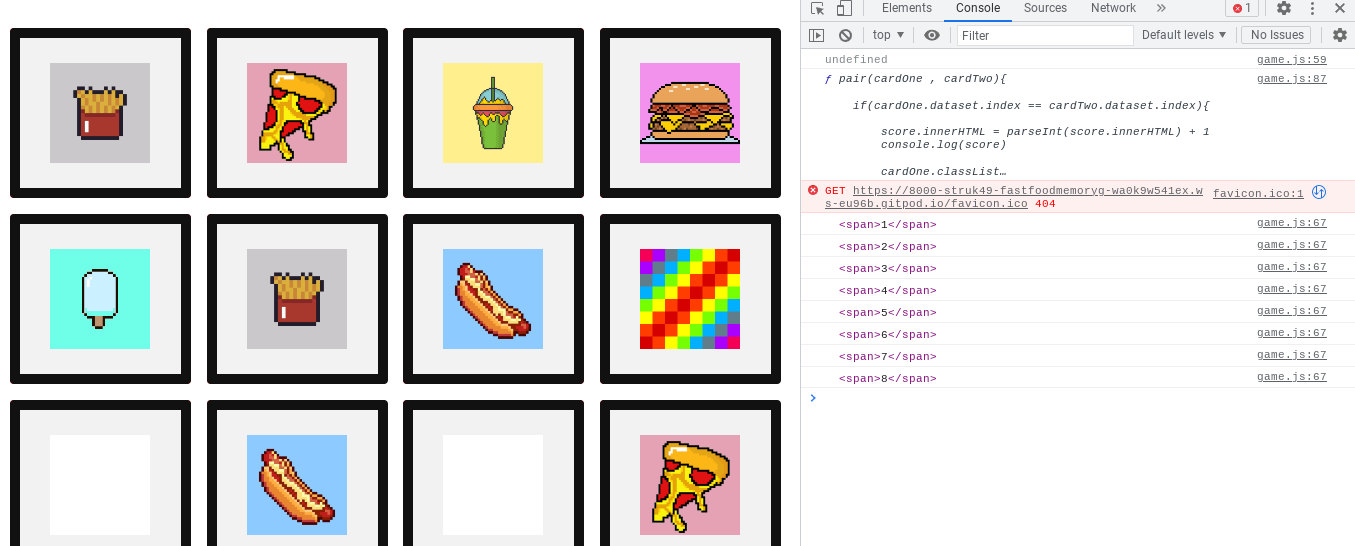 Elements Console Sources Network 1
top Filter Default levels No Issues
undefined game.js:59
ƒ pair(cardOne , cardTwo){ game.js:87
if(cardOne.dataset.index == cardTwo.dataset.index){
score.innerHTML = parseInt(score.innerHTML) + 1
console.log(score)
cardOne.classList…
GET https://8000-struk49-fastfoodmemoryg-wa0k9w541ex.w favicon.ico:1
s-eu96b.gitpod.io/favicon.ico 404
<span>1</span> game.js:67
<span>2</span> game.js:67
<span>3</span> game.js:67
<span>4</span> game.js:67
<span>5</span> game.js:67
<span>6</span> game.js:67
<span>7</span> game.js:67
<span>8</span> game.js:67